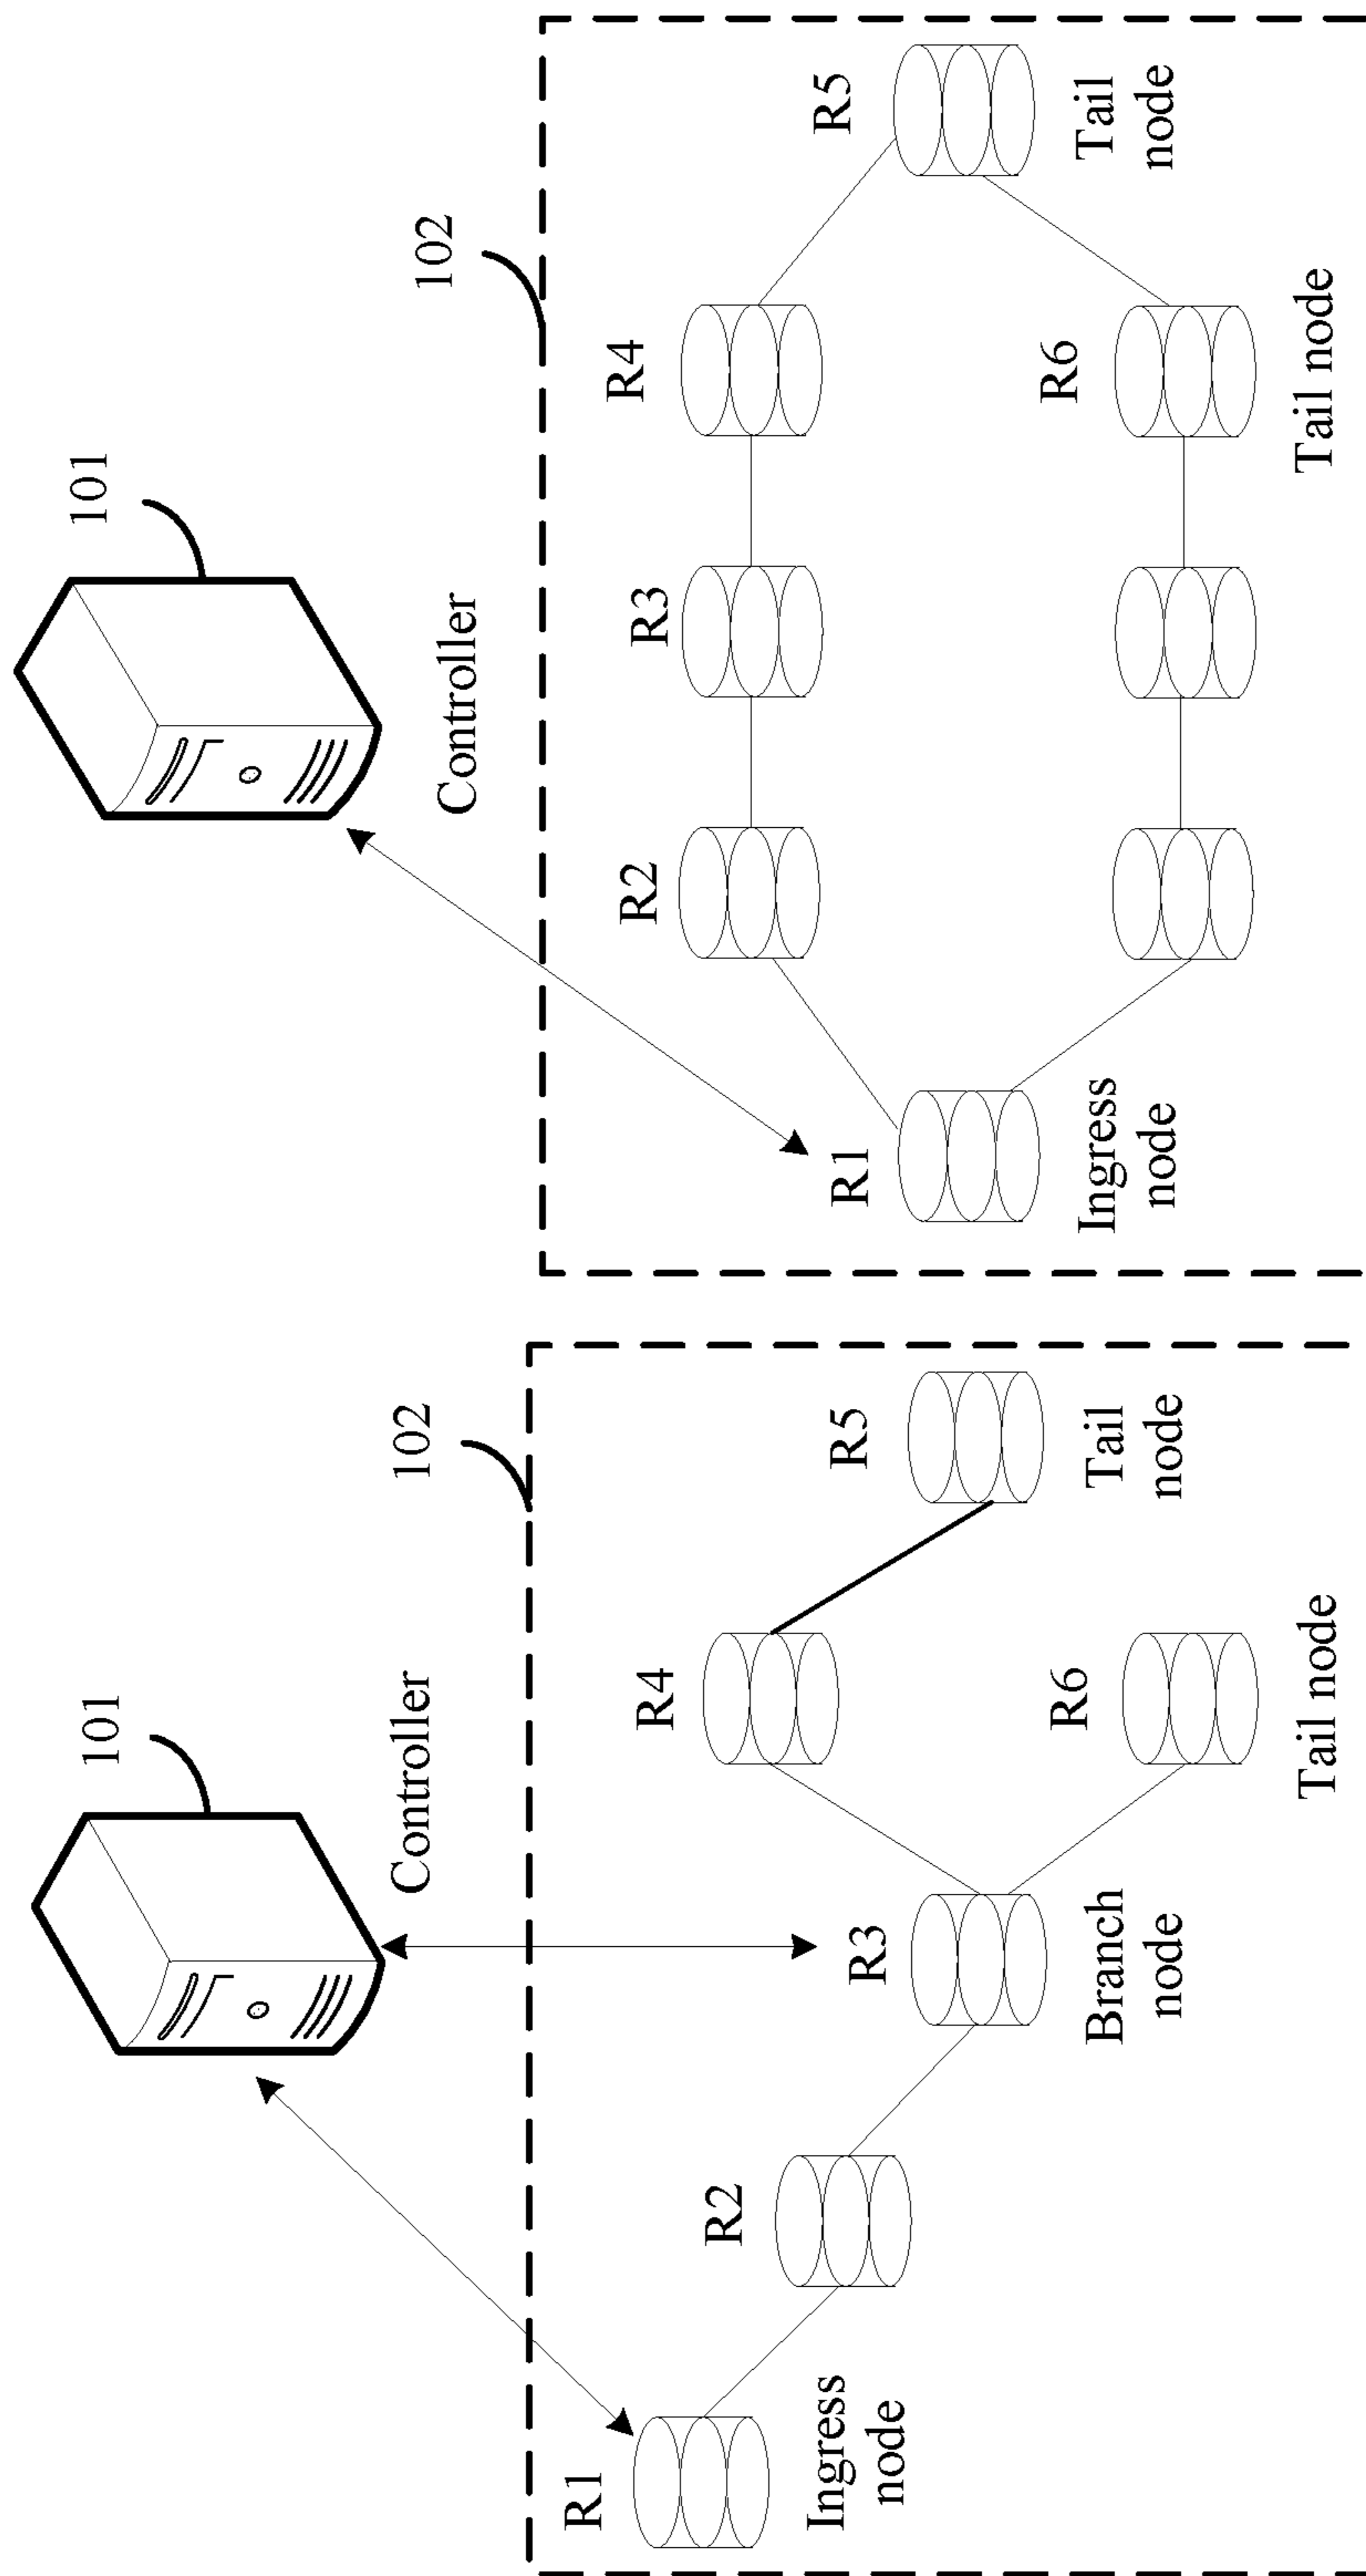 101
Controller
102
R1
Ingress
node
R2
R3
Branch
node
R4
R5
Tail
node
R6
Tail node
101
Controller
102
R1
Ingress
node
R2
R3
R4
R5
Tail
node
R6
Tail node